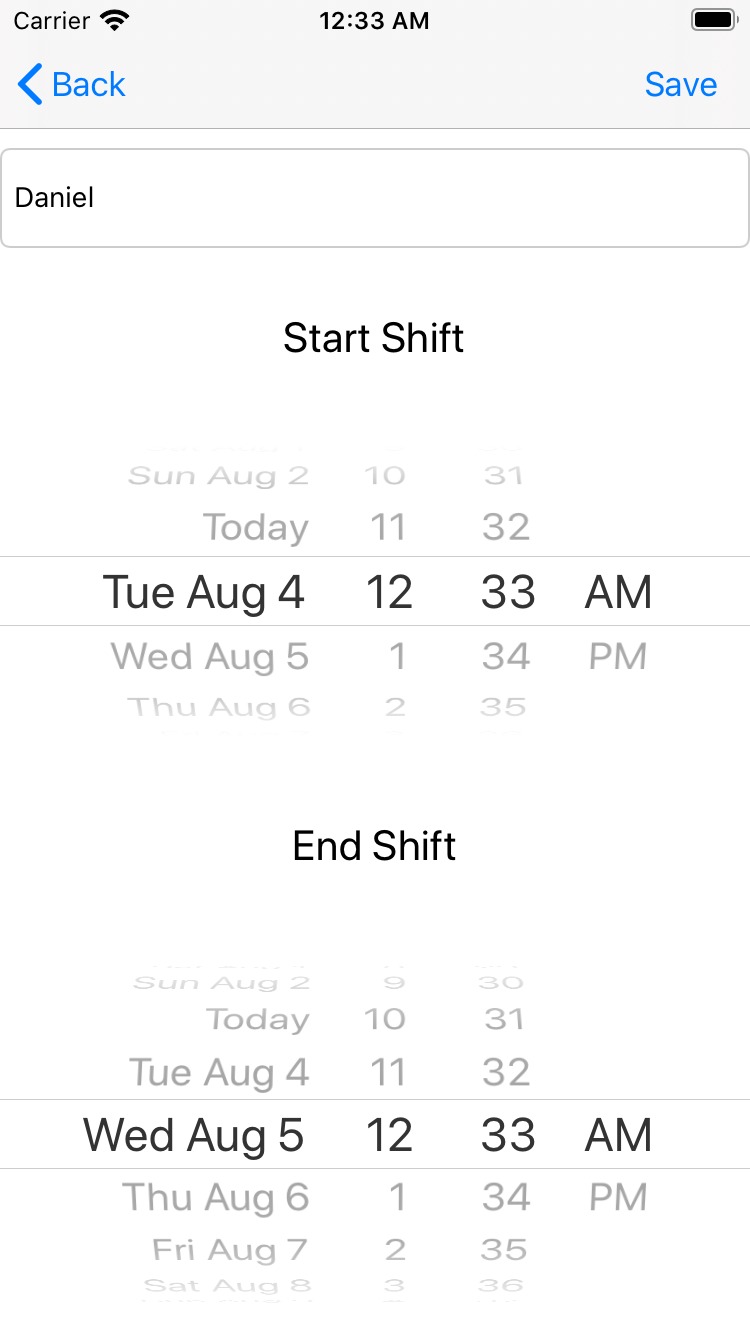 Carrier 12:33 AM
Back Save
Daniel
Start Shift
Sun Aug 2 10 31
Today 11 32
Tue Aug 4 12 33 AM
Wed Aug 5 1 34 PM
Thu Aug 6 2 35
End Shift
Sun Aug 2 9 30
Today 10 31
Tue Aug 4 11 32
Wed Aug 5 12 33 AM
Thu Aug 6 1 34 PM
Fri Aug 7 2 35
Sat Aug 8 3 36